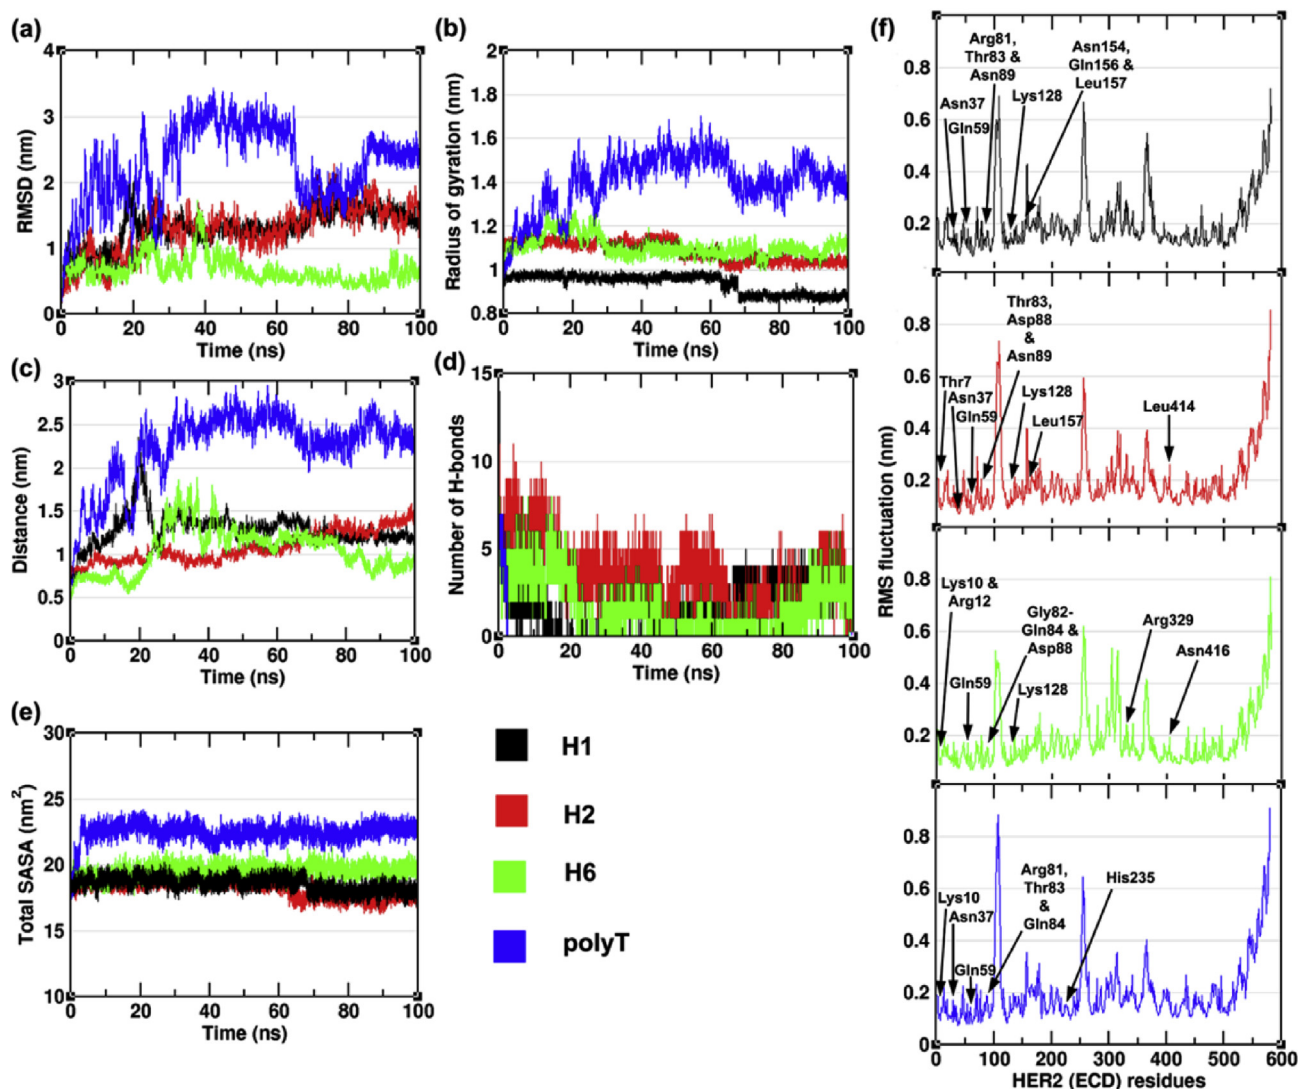 (a)
4
3
2
1
0
RMSD (nm)
0 20 40 60 80 100
Time (ns)
(b)
2
1.8
1.6
1.4
1.2
1
0.8
Radius of gyration (nm)
0 20 40 60 80 100
Time (ns)
(c)
3
2.5
2
1.5
1
0.5
0
Distance (nm)
0 20 40 60 80 100
Time (ns)
(d)
15
10
5
0
Number of H-bonds
0 20 40 60 80 100
Time (ns)
(e)
30
25
20
15
10
Total SASA (nm²)
0 20 40 60 80 100
Time (ns)
H1
H2
H6
polyT
(f)
RMS fluctuation (nm)
0.8
0.6
0.4
0.2
Asn37
Gln59
Arg81,
Thr83 &
Asn89
Lys128
Asn154,
Gln156 &
Leu157
0.8
0.6
0.4
0.2
Thr7
Asn37
Gln59
Thr83,
Asp88
&
Asn89
Lys128
Leu157
Leu414
0.8
0.6
0.4
0.2
Lys10 &
Arg12
Gln59
Gly82-
Gln84 &
Asp88
Lys128
Arg329
Asn416
0.8
0.6
0.4
0.2
0
Lys10
Asn37
Gln59
Arg81,
Thr83
&
Gln84
His235
0 100 200 300 400 500 600
HER2 (ECD) residues